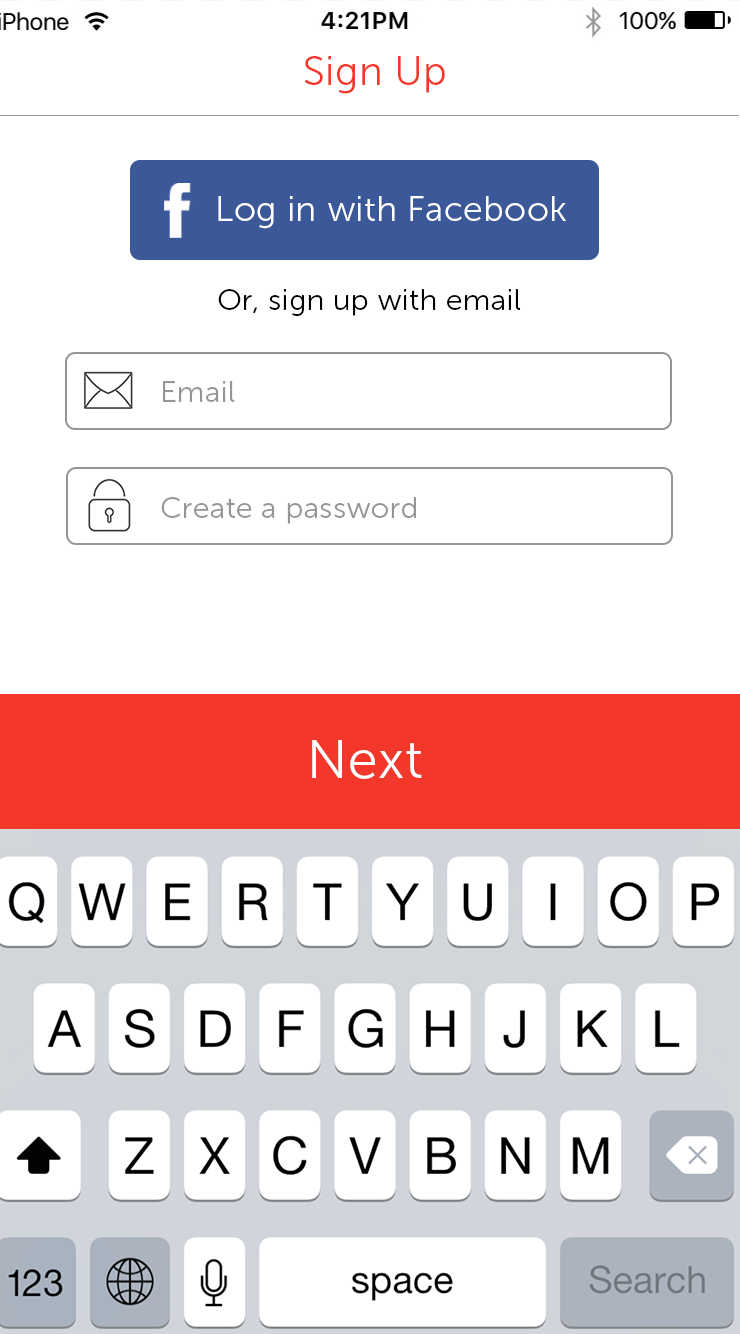 iPhone 4:21PM 100%
Sign Up
f Log in with Facebook
Or, sign up with email
Email
Create a password
Next
Q W E R T Y U I O P
A S D F G H J K L
Z X C V B N M
123 space Search